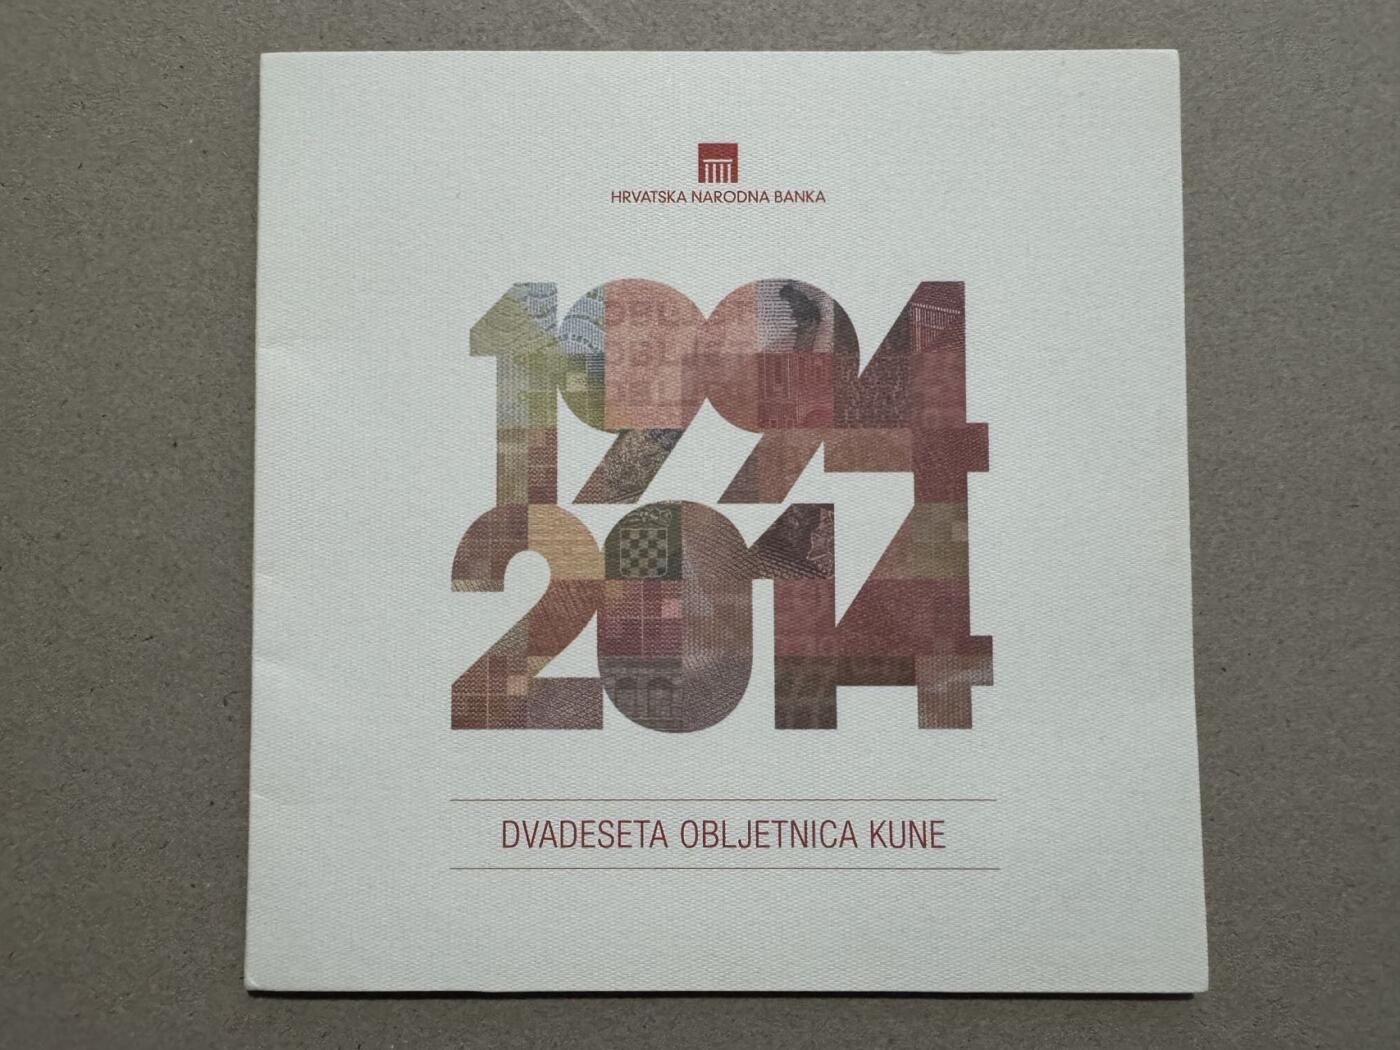 HRVATSKA NARODNA BANKA
1994
2014
DVADESETA OBLJETNICA KUNE